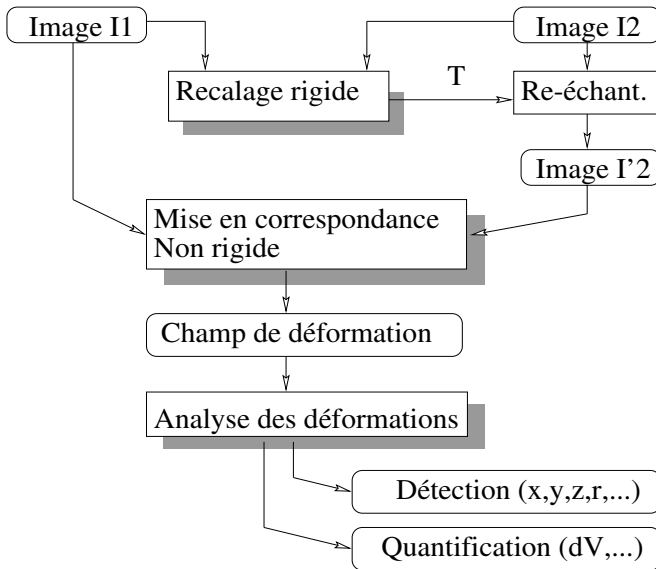 Image I1
Image I2
Recalage rigide
T
Re-échant.
Image I'2
Mise en correspondance
Non rigide
Champ de déformation
Analyse des déformations
Détection (x,y,z,r,...)
Quantification (dV,...)